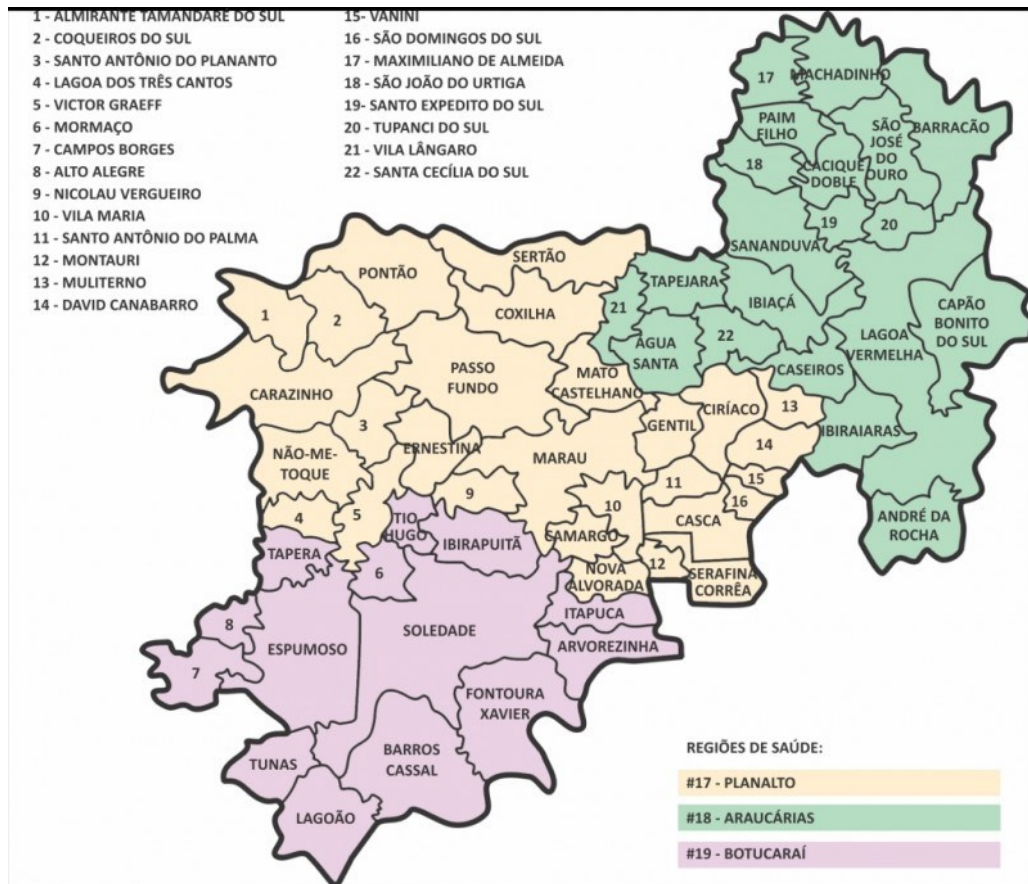 1 - ALMIRANTE TAMANDARÉ DO SUL
2 - COQUEIROS DO SUL
3 - SANTO ANTÔNIO DO PLANANTO
4 - LAGOA DOS TRÊS CANTOS
5 - VICTOR GRAEFF
6 - MORMAÇO
7 - CAMPOS BORGES
8 - ALTO ALEGRE
9 - NICOLAU VERGUEIRO
10 - VILA MARIA
11 - SANTO ANTÔNIO DO PALMA
12 - MONTAURI
13 - MULITERNO
14 - DAVID CANABARRO
15- VANINI
16 - SÃO DOMINGOS DO SUL
17 - MAXIMILIANO DE ALMEIDA
18 - SÃO JOÃO DO URTIGA
19- SANTO EXPEDITO DO SUL
20 - TUPANCI DO SUL
21 - VILA LÂNGARO
22 - SANTA CECÍLIA DO SUL
17
MACHADINHO
PAIM
FILHO
SÃO
JOSÉ
DO
OURO
BARRACÃO
18
CACIQUE
DOBLE
19
20
SANANDUVA
SERTÃO
PONTÃO
TAPEJARA
IBIAÇÁ
CAPÃO
BONITO
DO SUL
1
2
COXILHA
21
22
ÁGUA
SANTA
LAGOA
VERMELHA
PASSO
FUNDO
MATO
CASTELHANO
CASEIROS
CARAZINHO
CIRÍACO
13
3
GENTIL
IBIRAIARAS
NÃO-ME-
TOQUE
ERNESTINA
MARAU
14
15
11
16
9
10
4
5
TIO
HUGO
CASCA
ANDRÉ DA
ROCHA
IBIRAPUITÃ
CAMARGO
TAPERA
6
NOVA
ALVORADA
12
SERAFINA
CORRÊA
ITAPUCA
8
SOLEDADE
ESPUMOSO
ARVOREZINHA
7
FONTOURA
XAVIER
BARROS
CASSAL
TUNAS
LAGOÃO
REGIÕES DE SAÚDE:
#17 - PLANALTO
#18 - ARAUCÁRIAS
#19 - BOTUCARAÍ